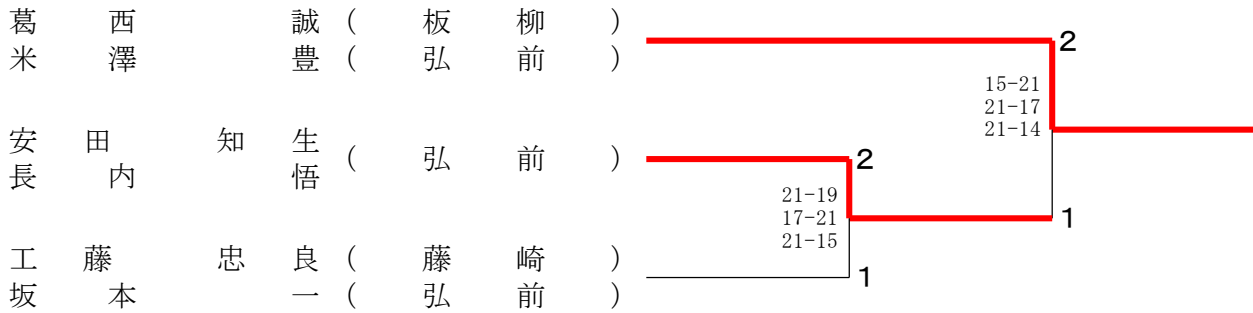 葛西 誠 ( 板柳 )
米澤 豊 ( 弘前 )
2
15-21
21-17
21-14
安田 知生
長内 悟
( 弘前 )
2
21-19
17-21
21-15
1
工藤 忠良 ( 藤崎 )
坂本 一 ( 弘前 )
1